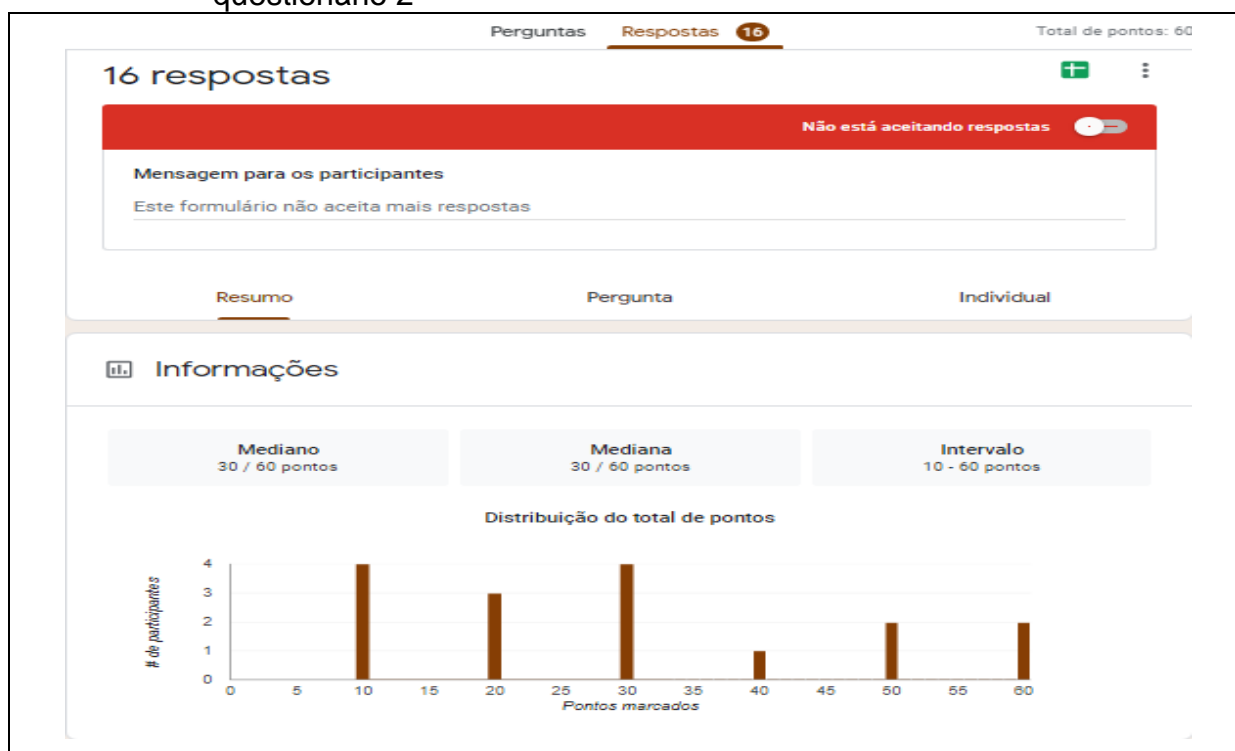 questionário 2
Perguntas Respostas 16 Total de pontos: 60
16 respostas
Não está aceitando respostas
Mensagem para os participantes
Este formulário não aceita mais respostas
Resumo Pergunta Individual
Informações
Mediano Mediana Intervalo
30 / 60 pontos 30 / 60 pontos 10 - 60 pontos
Distribuição do total de pontos
# de participantes
4
3
2
1
0
0 5 10 15 20 25 30 35 40 45 50 55 60
Pontos marcados